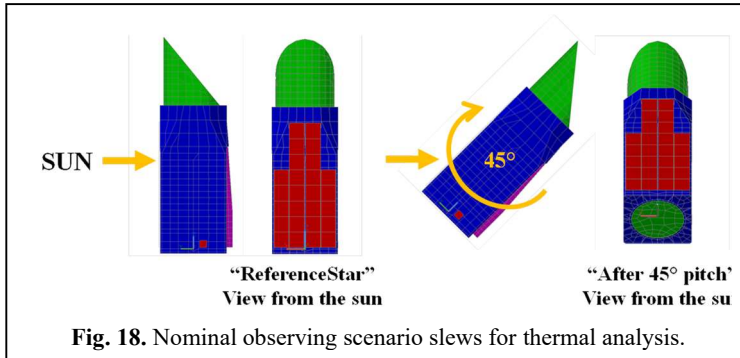 SUN
45°
“ReferenceStar”
View from the sun
“After 45° pitch’
View from the su
Fig. 18. Nominal observing scenario slews for thermal analysis.